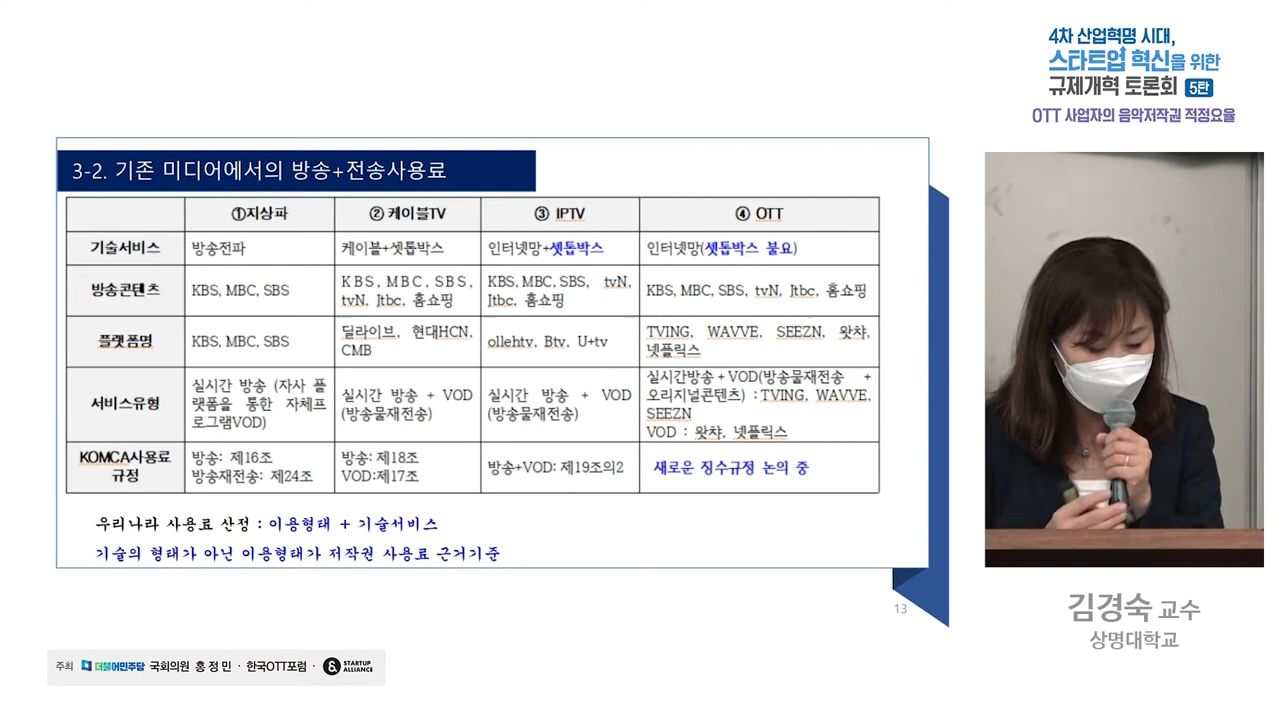 4차 산업혁명 시대,
스타트업 혁신을 위한
규제개혁 토론회 5탄
OTT 사업자의 음악저작권 적정요율
3-2. 기존 미디어에서의 방송+전송사용료
①지상파 ② 케이블TV ③ IPTV ④ OTT
기술서비스 방송전파 케이블+셋톱박스 인터넷망+셋톱박스 인터넷망(셋톱박스 불요)
방송콘텐츠 KBS, MBC, SBS KBS, MBC, SBS, tvN, Jtbc, 홈쇼핑 KBS, MBC, SBS, tvN, Jtbc, 홈쇼핑 KBS, MBC, SBS, tvN, Jtbc, 홈쇼핑
플랫폼명 KBS, MBC, SBS 딜라이브, 현대HCN, CMB ollehtv, Btv, U+tv TVING, WAVVE, SEEZN, 왓챠, 넷플릭스
서비스유형 실시간 방송 (자사 플랫폼을 통한 자체프로그램VOD) 실시간 방송 + VOD (방송물재전송) 실시간 방송 + VOD (방송물재전송) 실시간방송+VOD(방송물재전송 + 오리지널콘텐츠) : TVING, WAVVE, SEEZN
VOD : 왓챠, 넷플릭스
KOMCA사용료 규정 방송: 제16조 방송재전송: 제24조 방송: 제18조 VOD:제17조 방송+VOD: 제19조의2 새로운 징수규정 논의 중
우리나라 사용료 산정 : 이용형태 + 기술서비스
기술의 형태가 아닌 이용형태가 저작권 사용료 근거기준
13
김경숙 교수
상명대학교
주최 더불어민주당 국회의원 홍정민 · 한국OTT포럼 · & STARTUP ALLIANCE